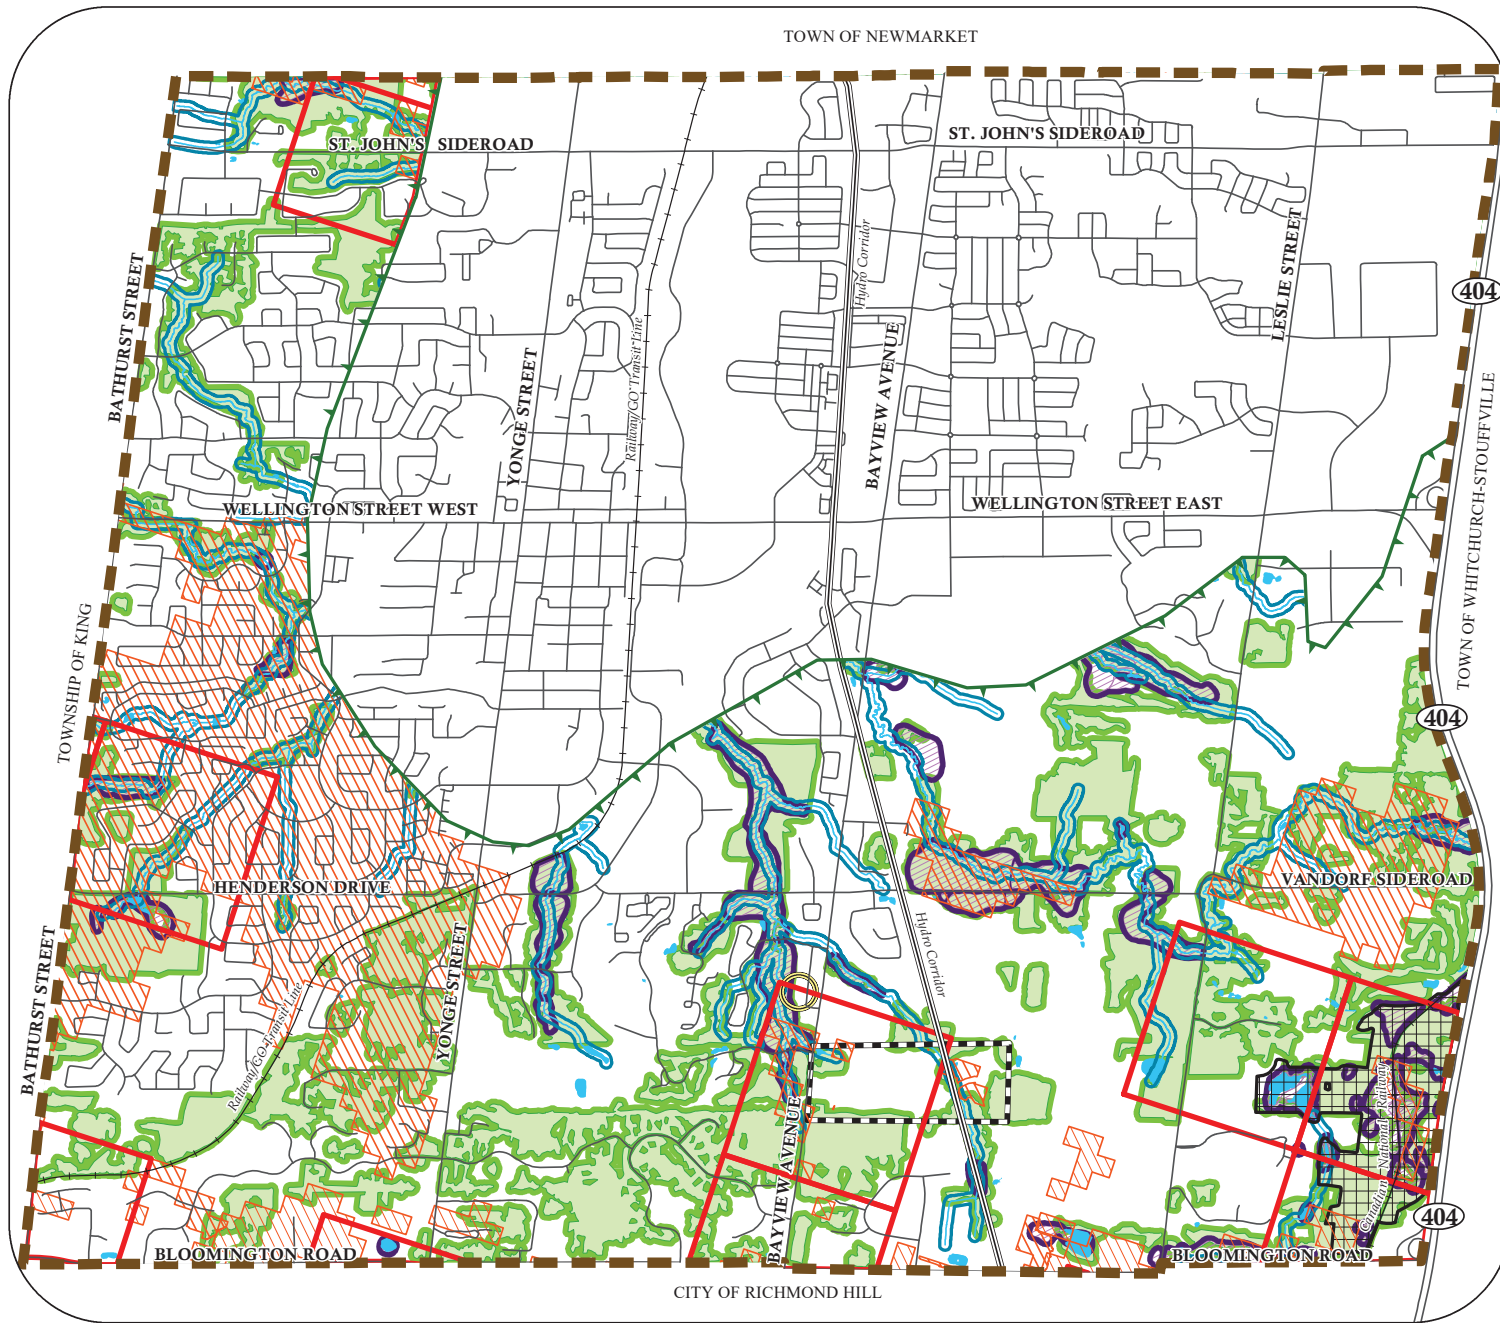 TOWN OF NEWMARKET
ST. JOHN'S SIDEROAD
ST. JOHN'S SIDEROAD
Hydro Corridor
LESLIE STREET
BATHURST STREET
404
YONGE STREET
Railway/GO Transit Line
BAYVIEW AVENUE
TOWN OF WHITCHURCH-STOUFFVILLE
WELLINGTON STREET WEST
WELLINGTON STREET EAST
TOWNSHIP OF KING
404
HENDERSON DRIVE
VANDORF SIDEROAD
BATHURST STREET
YONGE STREET
Hydro Corridor
Railway/GO Transit Line
BAYVIEW AVENUE
Canadian National Railway
404
BLOOMINGTON ROAD
BLOOMINGTON ROAD
CITY OF RICHMOND HILL